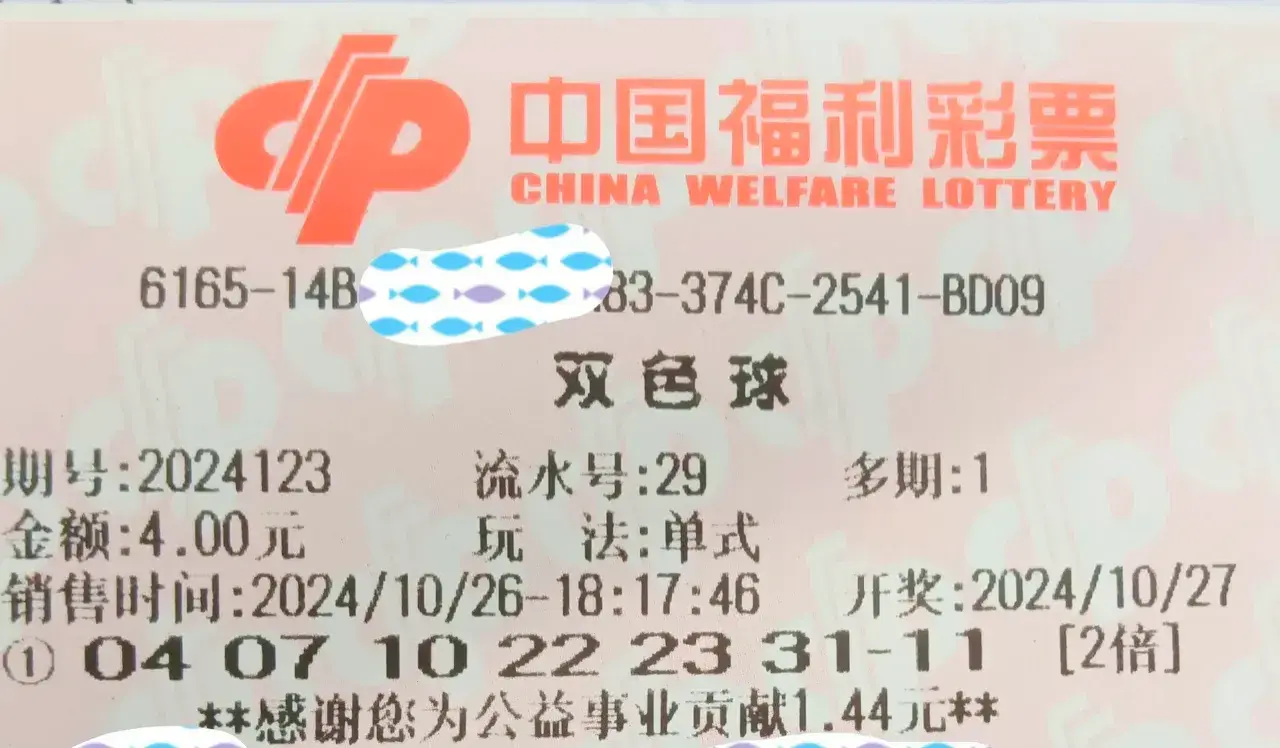 中国福利彩票
CHINA WELFARE LOTTERY
6165-14B 83-374C-2541-BD09
双色球
期号:2024123 流水号:29 多期:1
金额:4.00元 玩 法:单式
销售时间:2024/10/26-18:17:46 开奖:2024/10/27
① 04 07 10 22 23 31-11 [2倍]
**感谢您为公益事业贡献1.44元**